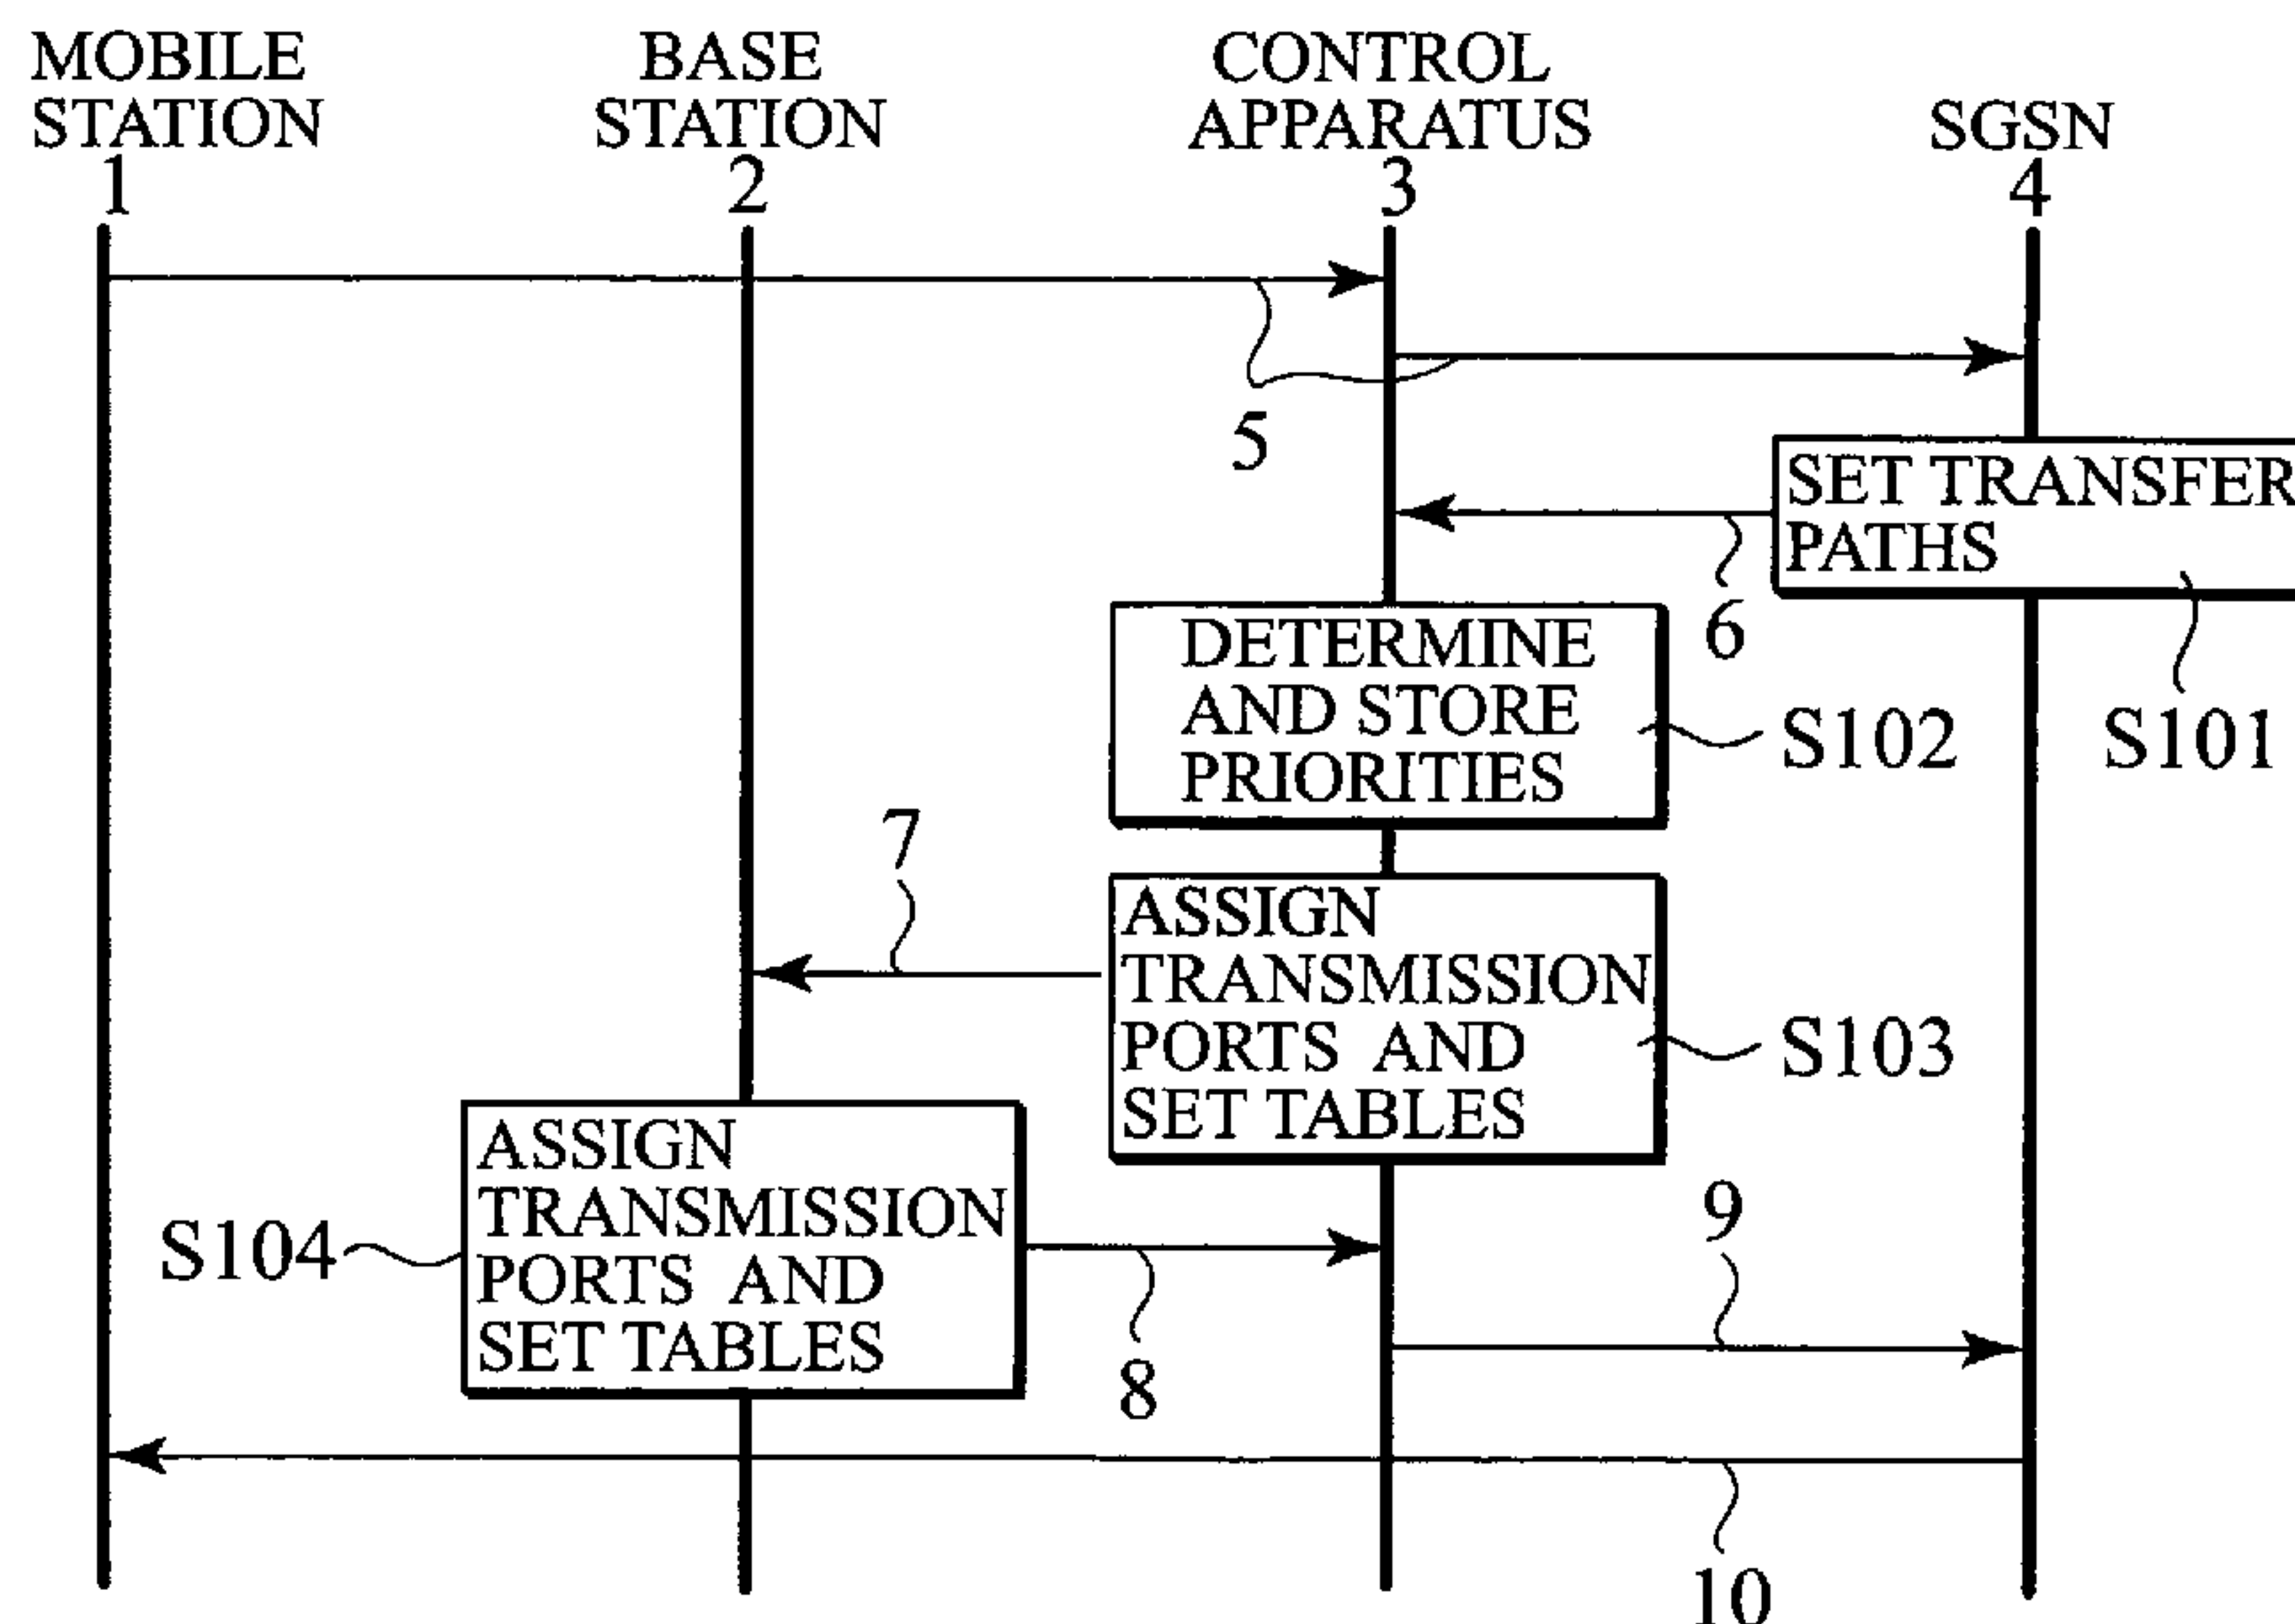 MOBILE
STATION
1
BASE
STATION
2
CONTROL
APPARATUS
3
SGSN
4
5
SET TRANSFER
PATHS
6
S101
DETERMINE
AND STORE
PRIORITIES
S102
7
ASSIGN
TRANSMISSION
PORTS AND
SET TABLES
S103
ASSIGN
TRANSMISSION
PORTS AND
SET TABLES
S104
8
9
10